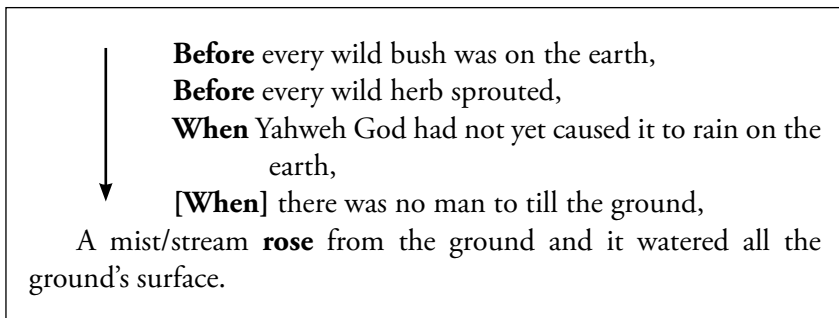 Before every wild bush was on the earth,
Before every wild herb sprouted,
When Yahweh God had not yet caused it to rain on the
earth,
[When] there was no man to till the ground,
A mist/stream rose from the ground and it watered all the
ground’s surface.